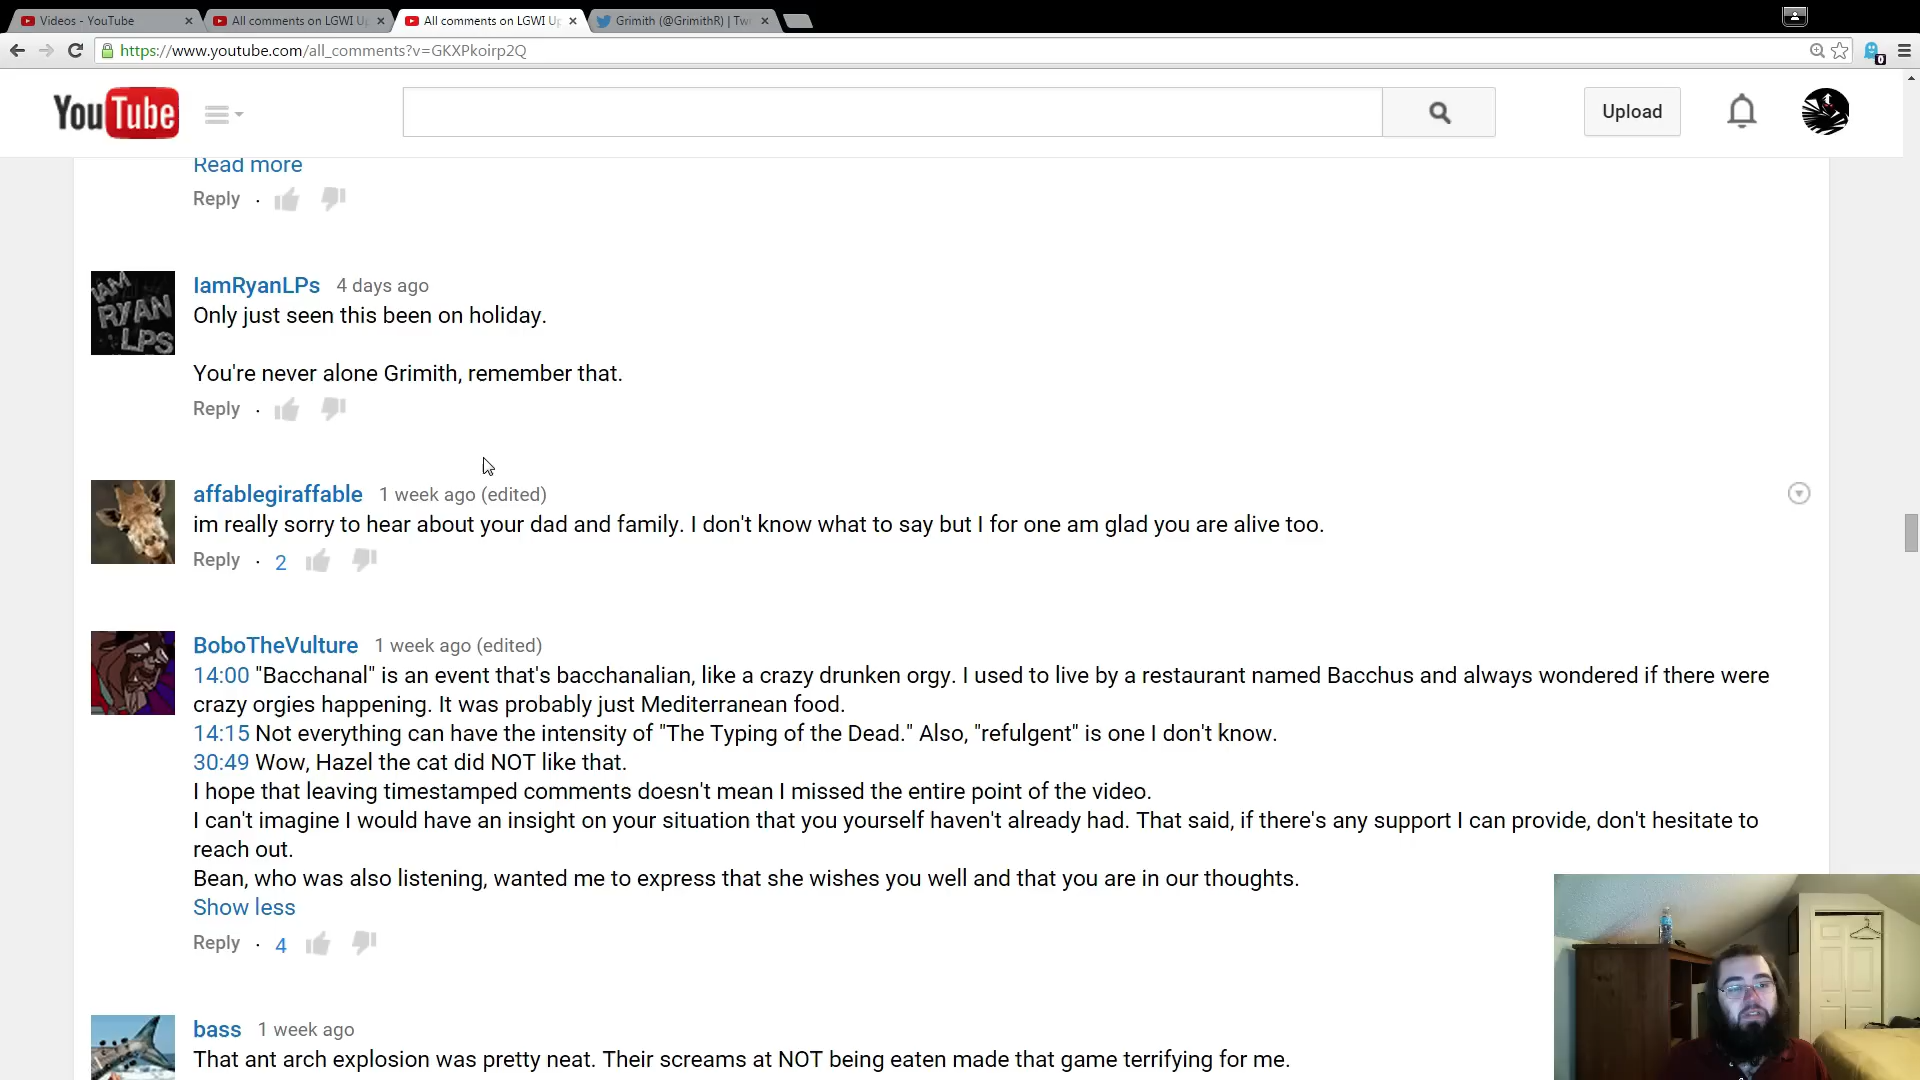 Videos - YouTube
All comments on LGWI Up
All comments on LGWI Up
Grimith (@GrimithR) | Twi
https://www.youtube.com/all_comments?v=GKXPkoirp2Q
0
YouTube
Upload
Read more
Reply ·
IAM RYAN LPS
IamRyanLPs 4 days ago
Only just seen this been on holiday.
You're never alone Grimith, remember that.
Reply ·
affablegiraffable 1 week ago (edited)
im really sorry to hear about your dad and family. I don't know what to say but I for one am glad you are alive too.
Reply · 2
BoboTheVulture 1 week ago (edited)
14:00 "Bacchanal" is an event that's bacchanalian, like a crazy drunken orgy. I used to live by a restaurant named Bacchus and always wondered if there were
crazy orgies happening. It was probably just Mediterranean food.
14:15 Not everything can have the intensity of "The Typing of the Dead." Also, "refulgent" is one I don't know.
30:49 Wow, Hazel the cat did NOT like that.
I hope that leaving timestamped comments doesn't mean I missed the entire point of the video.
I can't imagine I would have an insight on your situation that you yourself haven't already had. That said, if there's any support I can provide, don't hesitate to
reach out.
Bean, who was also listening, wanted me to express that she wishes you well and that you are in our thoughts.
Show less
Reply · 4
bass 1 week ago
That ant arch explosion was pretty neat. Their screams at NOT being eaten made that game terrifying for me.